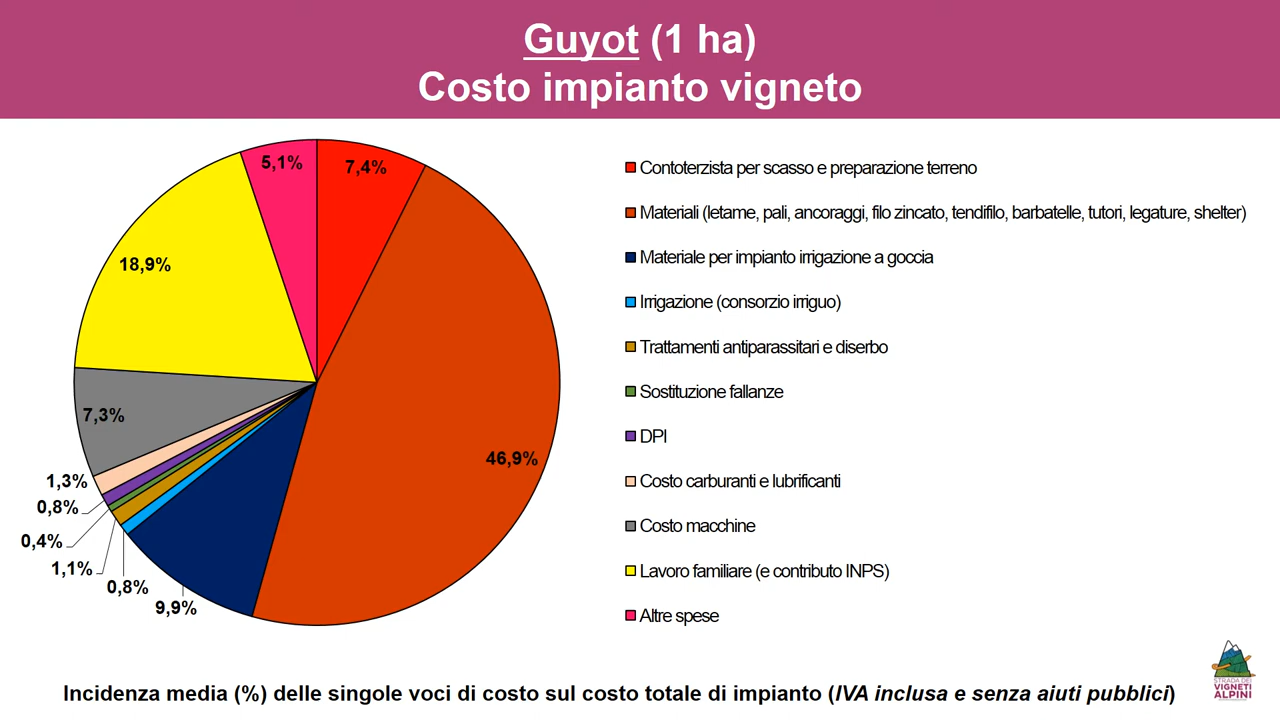 Guyot (1 ha)
Costo impianto vigneto
5,1%
7,4%
18,9%
46,9%
7,3%
1,3%
0,8%
0,4%
1,1%
0,8%
9,9%
Contoterzista per scasso e preparazione terreno
Materiali (letame, pali, ancoraggi, filo zincato, tendifilo, barbatelle, tutori, legature, shelter)
Materiale per impianto irrigazione a goccia
Irrigazione (consorzio irriguo)
Trattamenti antiparassitari e diserbo
Sostituzione fallanze
DPI
Costo carburanti e lubrificanti
Costo macchine
Lavoro familiare (e contributo INPS)
Altre spese
Incidenza media (%) delle singole voci di costo sul costo totale di impianto (IVA inclusa e senza aiuti pubblici)
STRADA DEI
VIGNETI
ALPINI